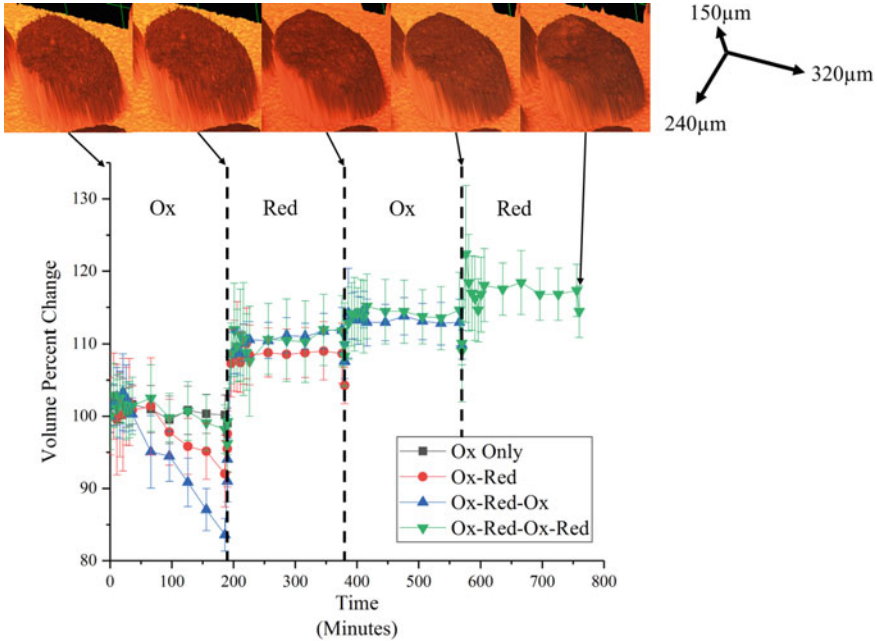 150µm
320µm
240µm
Ox
Red
Ox
Red
130
120
110
100
90
80
Volume Percent Change
Ox Only
Ox-Red
Ox-Red-Ox
Ox-Red-Ox-Red
0
100
200
300
400
500
600
700
800
Time
(Minutes)